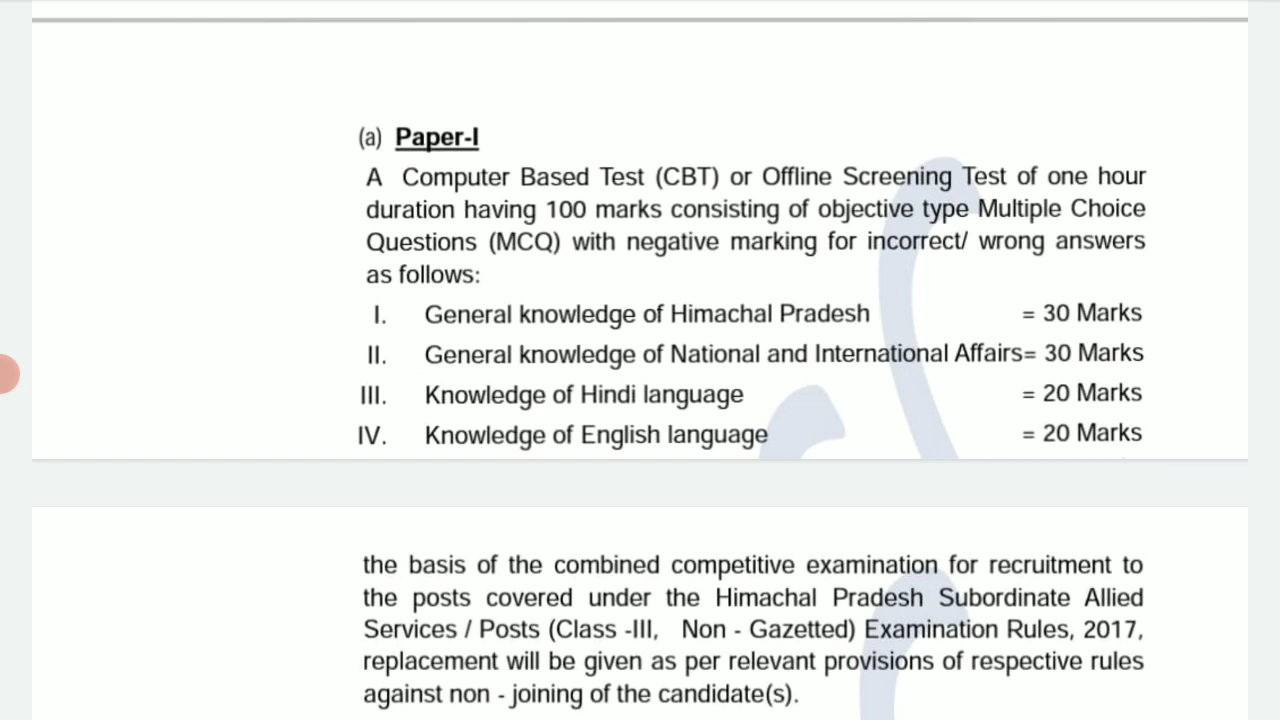 (a) Paper-I
A Computer Based Test (CBT) or Offline Screening Test of one hour
duration having 100 marks consisting of objective type Multiple Choice
Questions (MCQ) with negative marking for incorrect/ wrong answers
as follows:
I. General knowledge of Himachal Pradesh = 30 Marks
II. General knowledge of National and International Affairs= 30 Marks
III. Knowledge of Hindi language = 20 Marks
IV. Knowledge of English language = 20 Marks
the basis of the combined competitive examination for recruitment to
the posts covered under the Himachal Pradesh Subordinate Allied
Services / Posts (Class -III, Non - Gazetted) Examination Rules, 2017,
replacement will be given as per relevant provisions of respective rules
against non - joining of the candidate(s).